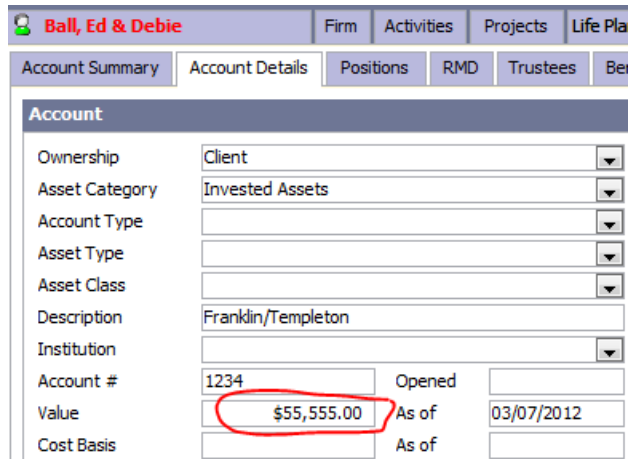 Ball, Ed & Debie Firm Activities Projects Life Pla
Account Summary Account Details Positions RMD Trustees Be
Account
Ownership Client
Asset Category Invested Assets
Account Type
Asset Type
Asset Class
Description Franklin/Templeton
Institution
Account # 1234 Opened
Value $55,555.00 As of 03/07/2012
Cost Basis As of